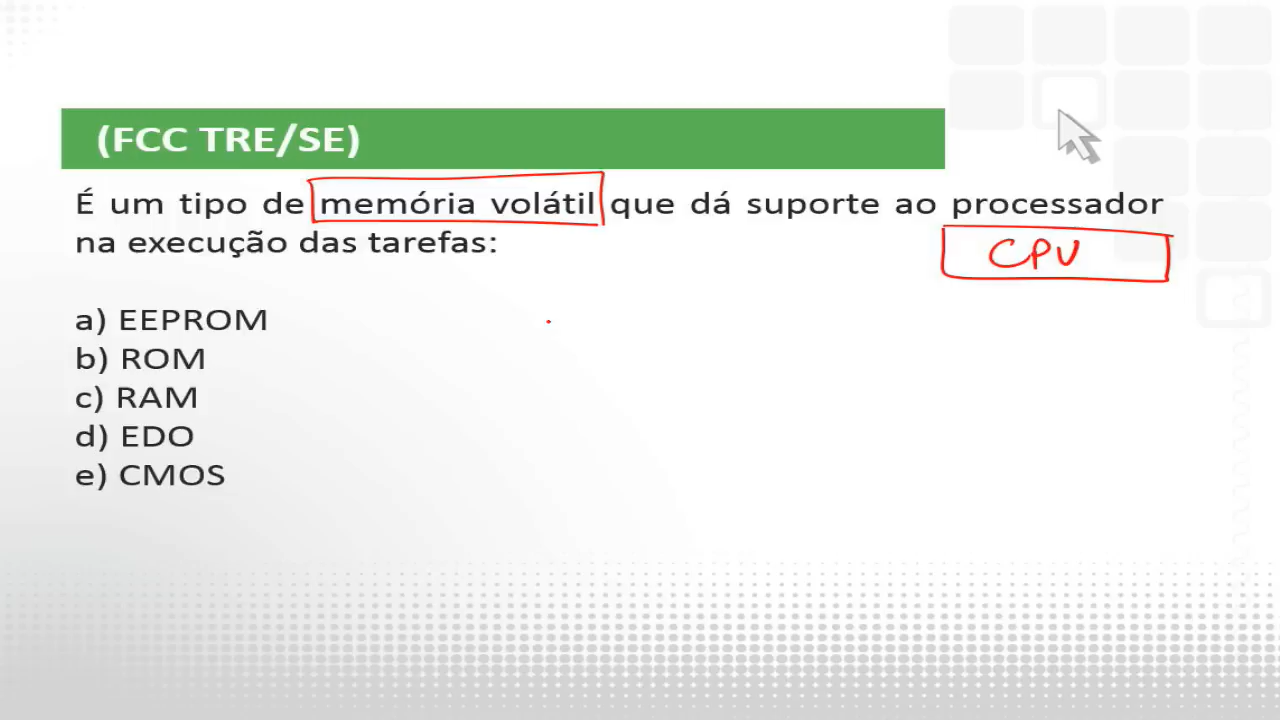 (FCC TRE/SE)
É um tipo de memória volátil que dá suporte ao processador
na execução das tarefas:
CPU
a) EEPROM
b) ROM
c) RAM
d) EDO
e) CMOS